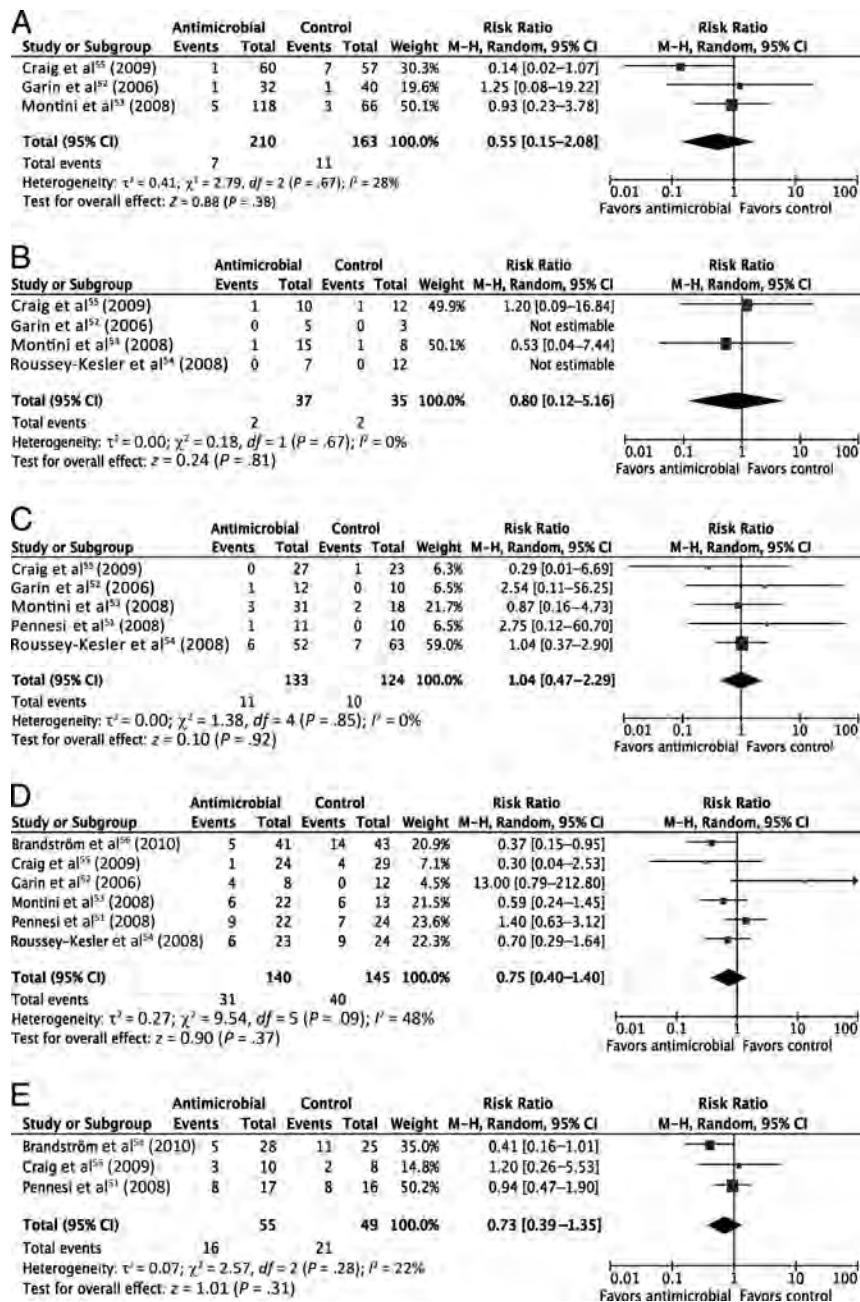 A
Antimicrobial Control Risk Ratio Risk Ratio
Study or Subgroup Events Total Events Total Weight M–H, Random, 95% CI M–H, Random, 95% CI
Craig et al⁵⁵ (2009) 1 60 7 57 30.3% 0.14 [0.02–1.07]
Garin et al⁵² (2006) 1 32 1 40 19.6% 1.25 [0.08–19.22]
Montini et al⁵³ (2008) 5 118 3 66 50.1% 0.93 [0.23–3.78]
Total (95% CI) 210 163 100.0% 0.55 [0.15–2.08]
Total events 7 11
Heterogeneity: τ² = 0.41; χ² = 2.79, df = 2 (P = .67); I² = 28%
Test for overall effect: Z = 0.88 (P = .38)
0.01 0.1 1 10 100
Favors antimicrobial Favors control
B
Antimicrobial Control Risk Ratio Risk Ratio
Study or Subgroup Events Total Events Total Weight M–H, Random, 95% CI M–H, Random, 95% CI
Craig et al⁵⁵ (2009) 1 10 1 12 49.9% 1.20 [0.09–16.84]
Garin et al⁵² (2006) 0 5 0 3 Not estimable
Montini et al (2008) 1 15 1 8 50.1% 0.53 [0.04–7.44]
Roussey-Kesler et al⁵⁴ (2008) 0 7 0 12 Not estimable
Total (95% CI) 37 35 100.0% 0.80 [0.12–5.16]
Total events 2 2
Heterogeneity: τ² = 0.00; χ² = 0.18, df = 1 (P = .67); I² = 0%
Test for overall effect: z = 0.24 (P = .81)
0.01 0.1 1 10 100
Favors antimicrobial Favors control
C
Antimicrobial Control Risk Ratio Risk Ratio
Study or Subgroup Events Total Events Total Weight M–H, Random, 95% CI M–H, Random, 95% CI
Craig et al⁵⁵ (2009) 0 27 1 23 6.3% 0.29 [0.01–6.69]
Garin et al⁵² (2006) 1 12 0 10 6.5% 2.54 [0.11–56.25]
Montini et al⁵³ (2008) 3 31 2 18 21.7% 0.87 [0.16–4.73]
Pennesi et al (2008) 1 11 0 10 6.5% 2.75 [0.12–60.70]
Roussey-Kesler et al⁵⁴ (2008) 6 52 7 63 59.0% 1.04 [0.37–2.90]
Total (95% CI) 133 124 100.0% 1.04 [0.47–2.29]
Total events 11 10
Heterogeneity: τ² = 0.00; χ² = 1.38, df = 4 (P = .85); I² = 0%
Test for overall effect: z = 0.10 (P = .92)
0.01 0.1 1 10 100
Favors antimicrobial Favors control
D
Antimicrobial Control Risk Ratio Risk Ratio
Study or Subgroup Events Total Events Total Weight M–H, Random, 95% CI M–H, Random, 95% CI
Brandström et al⁵⁶ (2010) 5 41 14 43 20.9% 0.37 [0.15–0.95]
Craig et al⁵⁵ (2009) 1 24 4 29 7.1% 0.30 [0.04–2.53]
Garin et al⁵² (2006) 4 8 0 12 4.5% 13.00 [0.79–212.80]
Montini et al⁵³ (2008) 6 22 6 13 21.5% 0.59 [0.24–1.45]
Pennesi et al⁵¹ (2008) 9 22 7 24 23.6% 1.40 [0.63–3.12]
Roussey-Kesler et al⁵⁴ (2008) 6 23 9 24 22.3% 0.70 [0.29–1.64]
Total (95% CI) 140 145 100.0% 0.75 [0.40–1.40]
Total events 31 40
Heterogeneity: τ² = 0.27; χ² = 9.54, df = 5 (P = .09); I² = 48%
Test for overall effect: z = 0.90 (P = .37)
0.01 0.1 1 10 100
Favors antimicrobial Favors control
E
Antimicrobial Control Risk Ratio Risk Ratio
Study or Subgroup Events Total Events Total Weight M–H, Random, 95% CI M–H, Random, 95% CI
Brandström et al (2010) 5 28 11 25 35.0% 0.41 [0.16–1.01]
Craig et al⁵⁵ (2009) 3 10 2 8 14.8% 1.20 [0.26–5.53]
Pennesi et al⁵¹ (2008) 8 17 8 16 50.2% 0.94 [0.47–1.90]
Total (95% CI) 55 49 100.0% 0.73 [0.39–1.35]
Total events 16 21
Heterogeneity: τ² = 0.07; χ² = 2.57, df = 2 (P = .28); I² = 22%
Test for overall effect: z = 1.01 (P = .31)
0.01 0.1 1 10 100
Favors antimicrobial Favors control